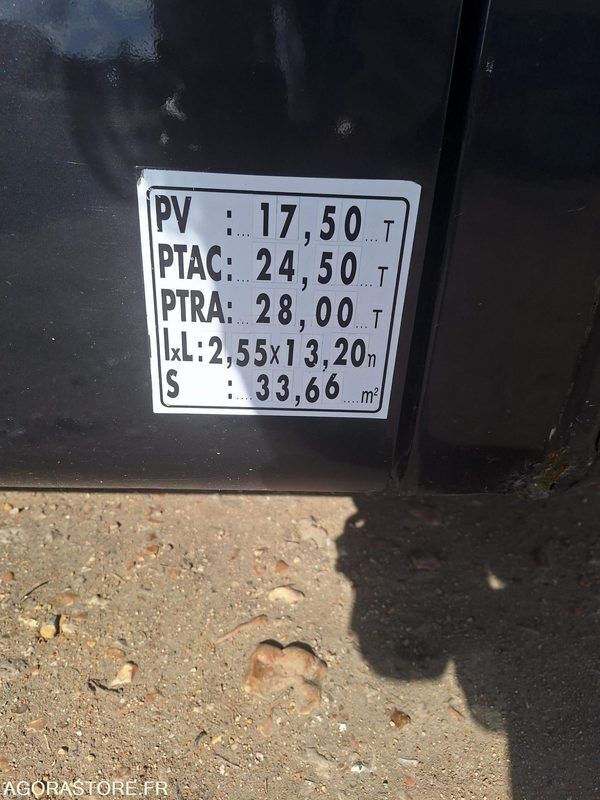 PV :... 17,50... T
PTAC:... 24,50... T
PTRA:... 28,00... T
lxL: 2,55x13,20m
S :... 33,66 ....m²
AGORASTORE.FR